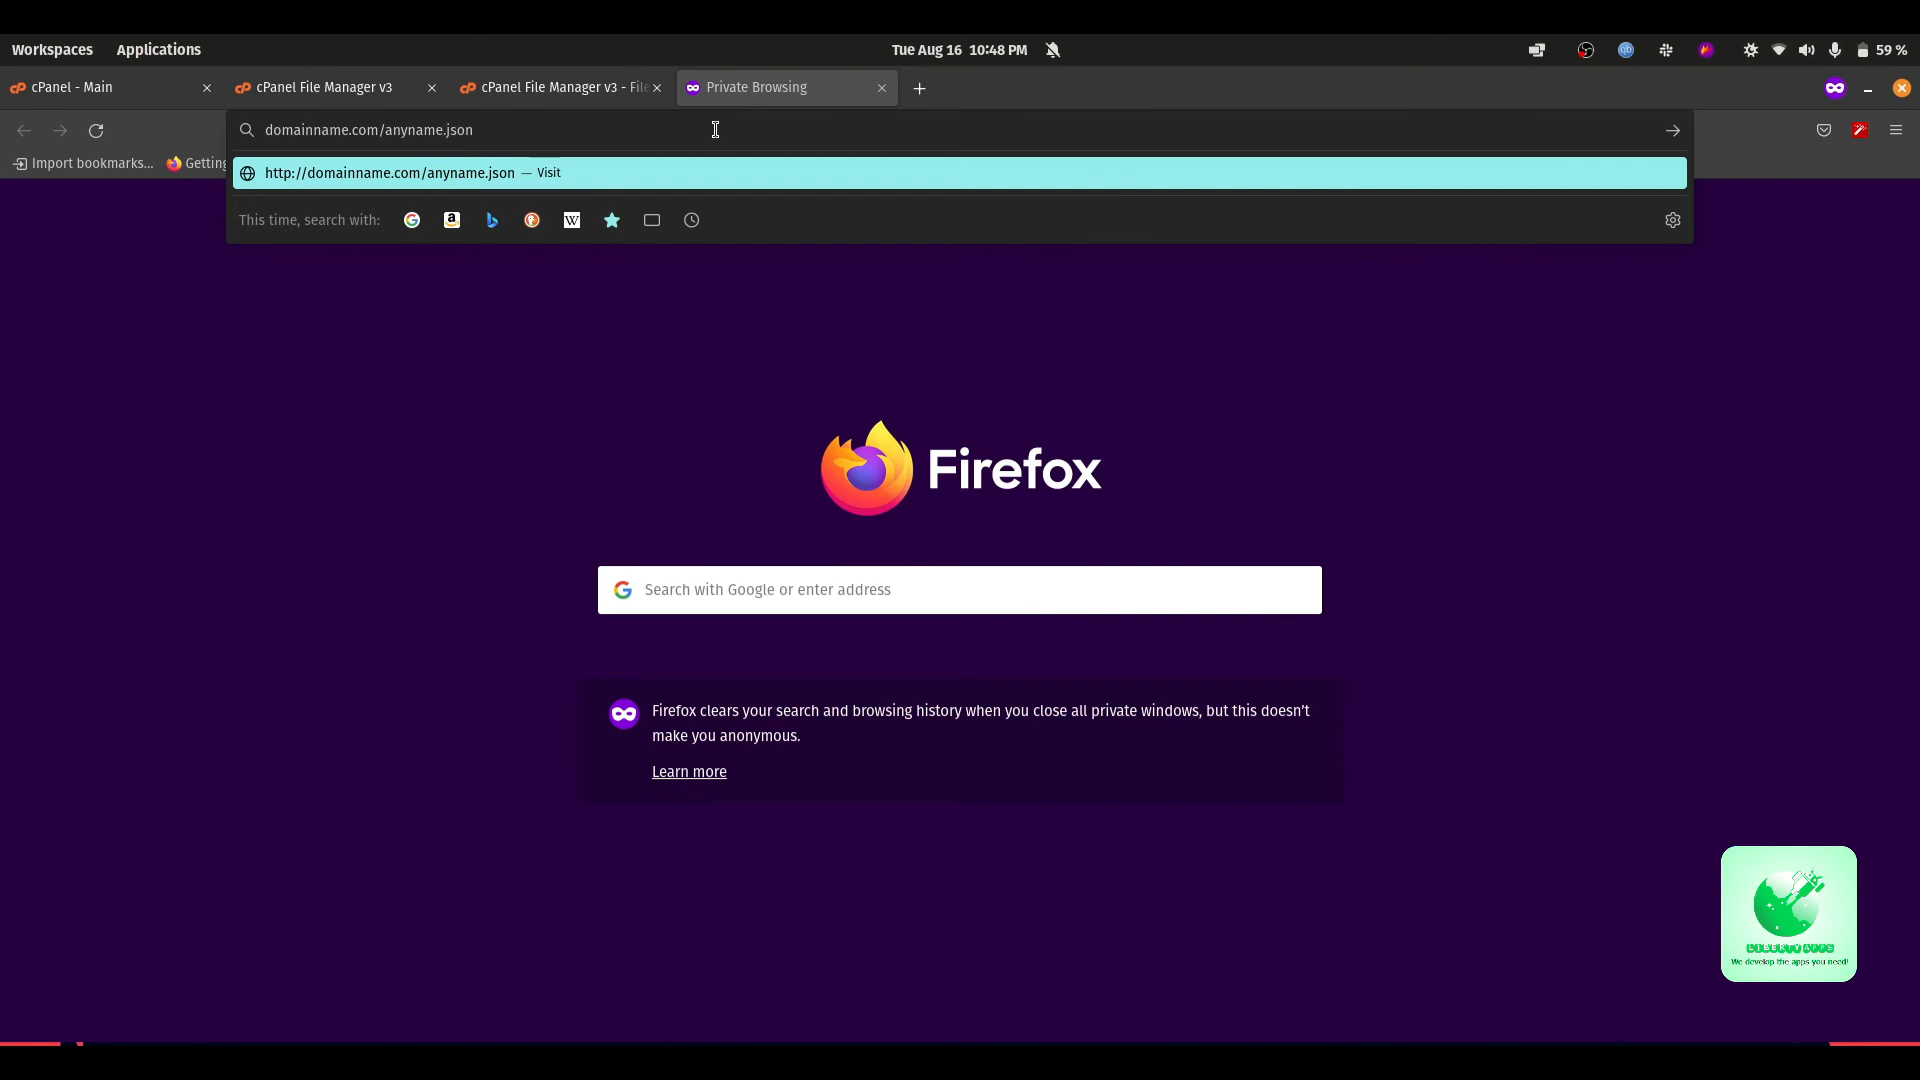 Workspaces Applications Tue Aug 16 10:48 PM 59 %
cPanel - Main cPanel File Manager v3 cPanel File Manager v3 - File Private Browsing
domainname.com/anyname.json
Import bookmarks... Getting http://domainname.com/anyname.json — Visit
This time, search with:
Firefox
Search with Google or enter address
Firefox clears your search and browsing history when you close all private windows, but this doesn’t
make you anonymous.
Learn more
LIBERTY APPS
We develop the apps you need!